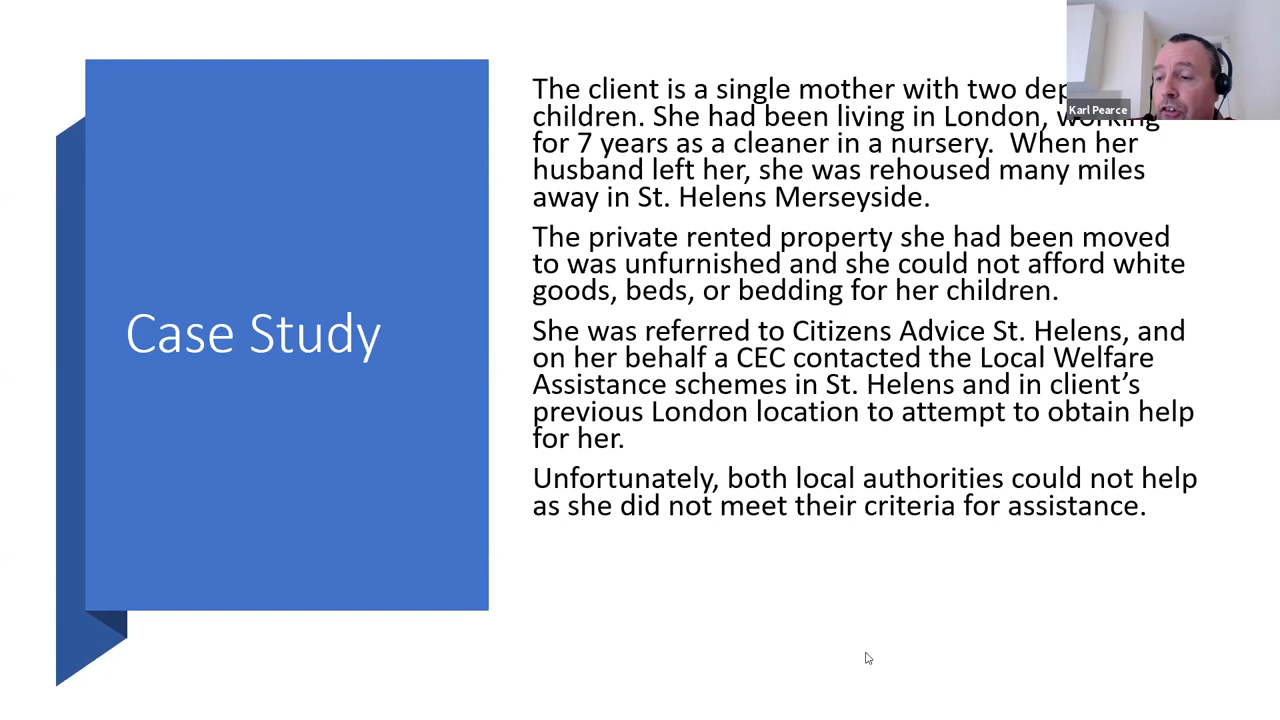 The client is a single mother with two
children. She had been living in London, working
for 7 years as a cleaner in a nursery.  When her
husband left her, she was rehoused many miles
away in St. Helens Merseyside.
The private rented property she had been moved
to was unfurnished and she could not afford white
goods, beds, or bedding for her children.
She was referred to Citizens Advice St. Helens, and
on her behalf a CEC contacted the Local Welfare
Assistance schemes in St. Helens and in client’s
previous London location to attempt to obtain help
for her.
Unfortunately, both local authorities could not help
as she did not meet their criteria for assistance.
Case Study
Karl Pearce